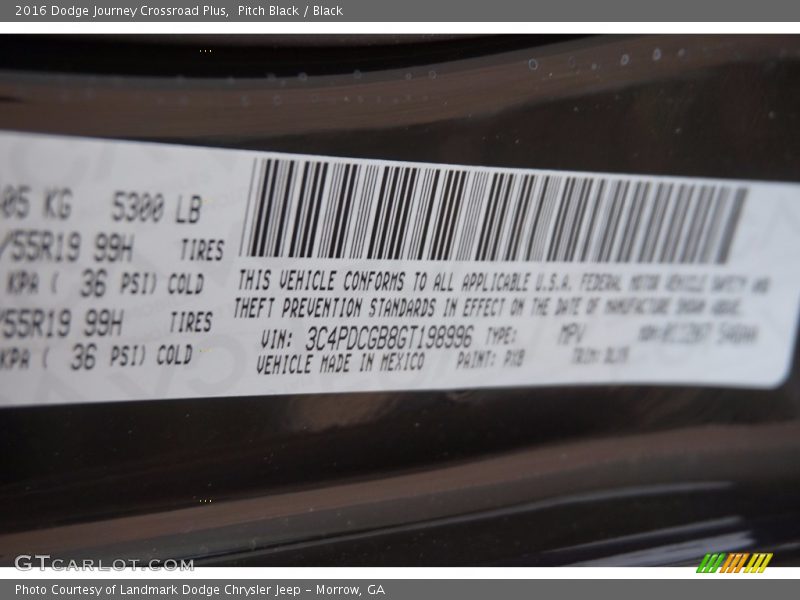 2016 Dodge Journey Crossroad Plus, Pitch Black / Black
05 KG 5300 LB
/55R19 99H TIRES
KPA ( 36 PSI) COLD
/55R19 99H TIRES
KPA ( 36 PSI) COLD
THIS VEHICLE CONFORMS TO ALL APPLICABLE U.S.A. FEDERAL MOTOR VEHICLE SAFETY AND
THEFT PREVENTION STANDARDS IN EFFECT ON THE DATE OF MANUFACTURE SHOWN ABOVE.
VIN: 3C4PDCGB8GT198996 TYPE: MPV
VEHICLE MADE IN MEXICO PAINT: PXB TRIM:
GTCARLOT.COM
Photo Courtesy of Landmark Dodge Chrysler Jeep – Morrow, GA